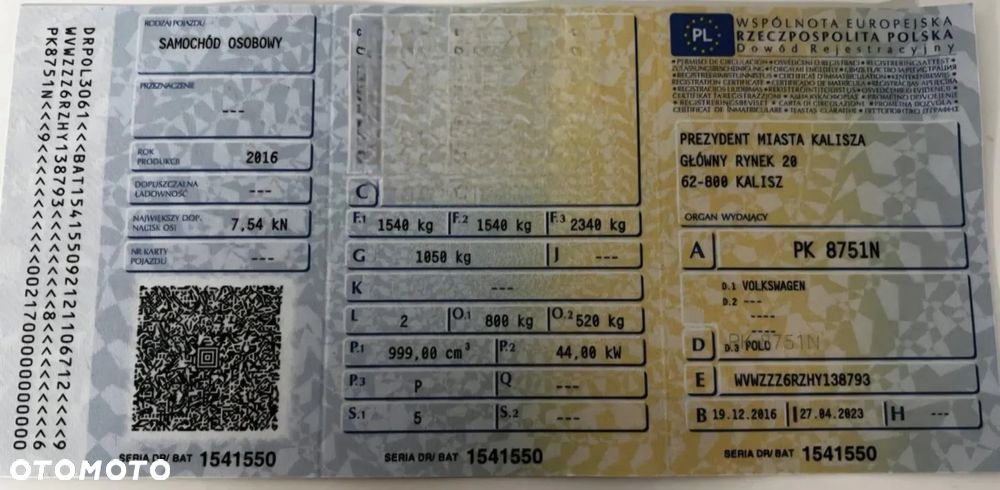 DRPOL3061<<BAT15415509212110671 2<<<<9
WVWZZZ6RZHY138793<<<<<<8<<<<<<<<<<<<6
PK8751N<<9<<<<<<<<<<<002170000000000
RODZAJ POJAZDU
SAMOCHÓD OSOBOWY
PRZEZNACZENIE
---
ROK PRODUKCJI 2016
DOPUSZCZALNA ŁADOWNOŚĆ ---
NAJWIĘKSZY DOP. NACISK OSI 7,54 kN
NR KARTY POJAZDU ---
SERIA DR/ BAT 1541550
C
F.1 1540 kg F.2 1540 kg F.3 2340 kg
G 1050 kg J ---
K ---
L 2 O.1 800 kg O.2 520 kg
P.1 999,00 cm³ P.2 44,00 kW
P.3 P Q ---
S.1 5 S.2 ---
SERIA DR/ BAT 1541550
PL
WSPÓLNOTA EUROPEJSKA
RZECZPOSPOLITA POLSKA
Dowód Rejestracyjny
PREZYDENT MIASTA KALISZA
GŁÓWNY RYNEK 20
62-800 KALISZ
ORGAN WYDAJĄCY
A PK 8751N
D.1 VOLKSWAGEN
D.2 ---
----
----
D D.3 POLO
PK 8751N
E WVWZZZ6RZHY138793
B 19.12.2016 I 27.04.2023 H ---
SERIA DR/ BAT 1541550
OTOMOTO